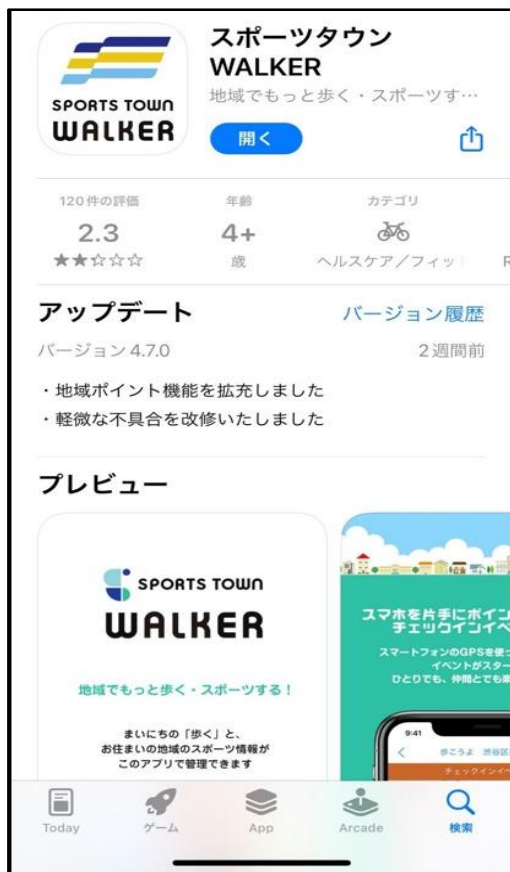 スポーツタウン
WALKER
地域でもっと歩く・スポーツす…
SPORTS TOWN
WALKER
開く
120件の評価
年齢
カテゴリ
2.3
4+
★★☆☆☆
歳
ヘルスケア／フィッ
アップデート
バージョン履歴
バージョン 4.7.0
2週間前
・地域ポイント機能を拡充しました
・軽微な不具合を改修いたしました
プレビュー
SPORTS TOWN
WALKER
地域でもっと歩く・スポーツする！
まいにちの「歩く」と、
お住まいの地域のスポーツ情報が
このアプリで管理できます
スマホを片手にポイン
チェックインイベ
スマートフォンのGPSを使っ
イベントがスター
ひとりでも、仲間とでも楽
9:41
歩こうよ 渋谷区
チェックインイベ
Today
ゲーム
App
Arcade
検索